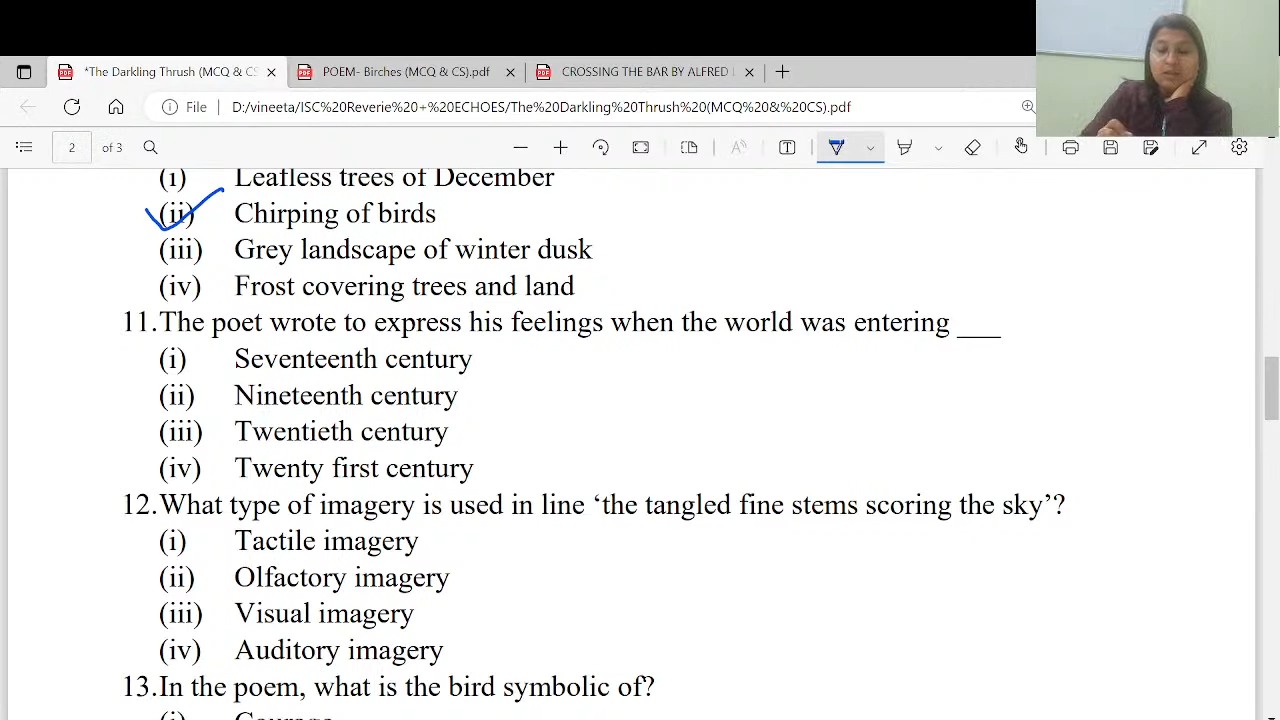 *The Darkling Thrush (MCQ & CS
POEM- Birches (MCQ & CS).pdf
CROSSING THE BAR BY ALFRED
File
D:/vineeta/ISC%20Reverie%20+%20ECHOES/The%20Darkling%20Thrush%20(MCQ%20&%20CS).pdf
2 of 3
(i) Leafless trees of December
(ii) Chirping of birds
(iii) Grey landscape of winter dusk
(iv) Frost covering trees and land
11.The poet wrote to express his feelings when the world was entering ___
(i) Seventeenth century
(ii) Nineteenth century
(iii) Twentieth century
(iv) Twenty first century
12.What type of imagery is used in line ‘the tangled fine stems scoring the sky’?
(i) Tactile imagery
(ii) Olfactory imagery
(iii) Visual imagery
(iv) Auditory imagery
13.In the poem, what is the bird symbolic of?
(i) Courage